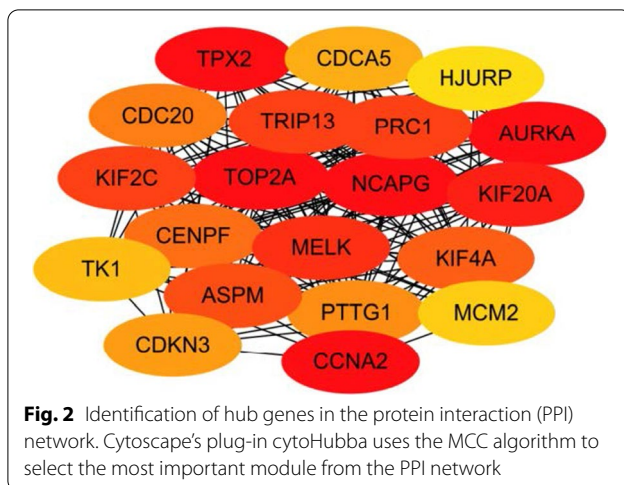 TPX2
CDCA5
HJURP
CDC20
TRIP13
PRC1
AURKA
KIF2C
TOP2A
NCAPG
KIF20A
CENPF
MELK
KIF4A
TK1
ASPM
PTTG1
MCM2
CDKN3
CCNA2
Fig. 2 Identification of hub genes in the protein interaction (PPI)
network. Cytoscape's plug-in cytoHubba uses the MCC algorithm to
select the most important module from the PPI network